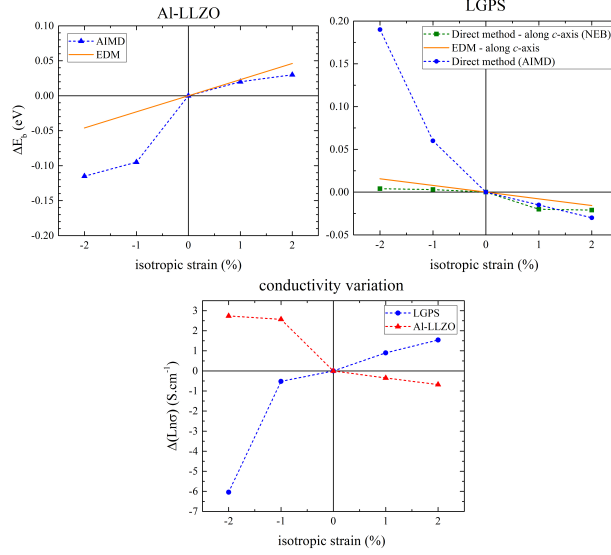 Al-LLZO
AIMD
EDM
0.10
0.05
0.00
-0.05
-0.10
-0.15
-0.20
ΔE_b (eV)
-2 -1 0 1 2
isotropic strain (%)
LGPS
Direct method - along c-axis (NEB)
EDM - along c-axis
Direct method (AIMD)
0.20
0.15
0.10
0.05
0.00
-0.05
-2 -1 0 1 2
isotropic strain (%)
conductivity variation
LGPS
Al-LLZO
3
2
1
0
-1
-2
-3
-4
-5
-6
-7
Δ(Lnσ) (S.cm⁻¹)
-2 -1 0 1 2
isotropic strain (%)